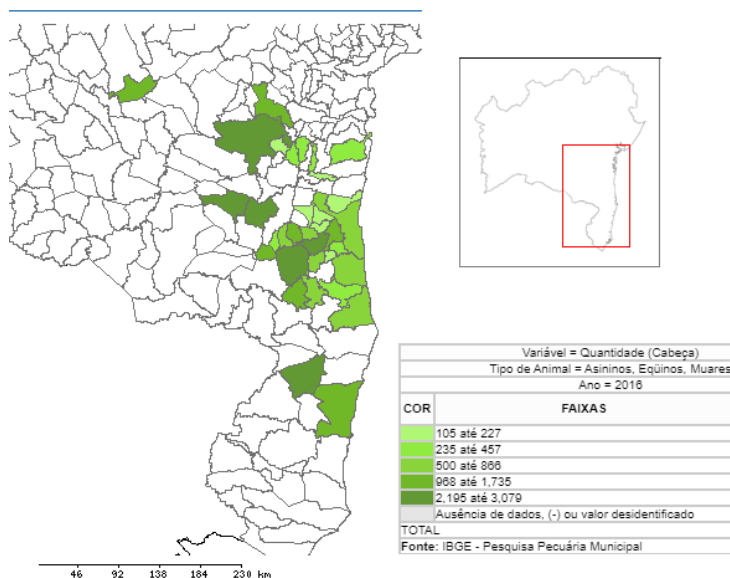 Variável = Quantidade (Cabeça)
Tipo de Animal = Asininos, Eqüinos, Muares
Ano = 2016
COR FAIXAS
105 até 227
235 até 457
500 até 866
968 até 1,735
2,195 até 3,079
Ausência de dados, (-) ou valor desidentificado
TOTAL
Fonte: IBGE - Pesquisa Pecuária Municipal
46 92 138 184 230 km